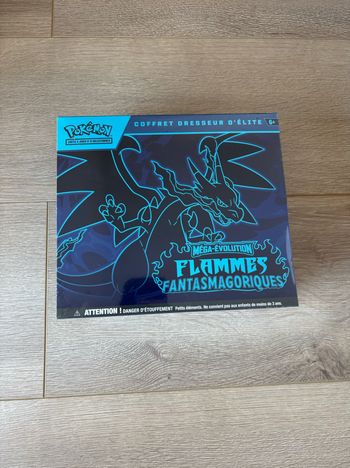 POKÉMON
COFFRET DRESSEUR D'ÉLITE
6+
MÉGA-ÉVOLUTION
FLAMMES
FANTASMAGORIQUES
ATTENTION ! DANGER D'ÉTOUFFEMENT Petits éléments. Ne convient pas aux enfants de moins de 3 ans.